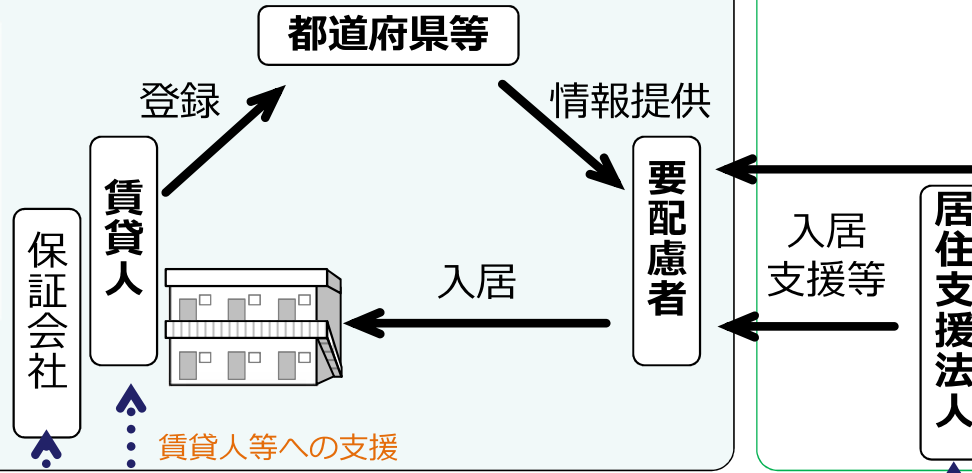 都道府県等
登録
情報提供
賃貸人
保証会社
入居
要配慮者
入居
支援等
居住支援法人
賃貸人等への支援